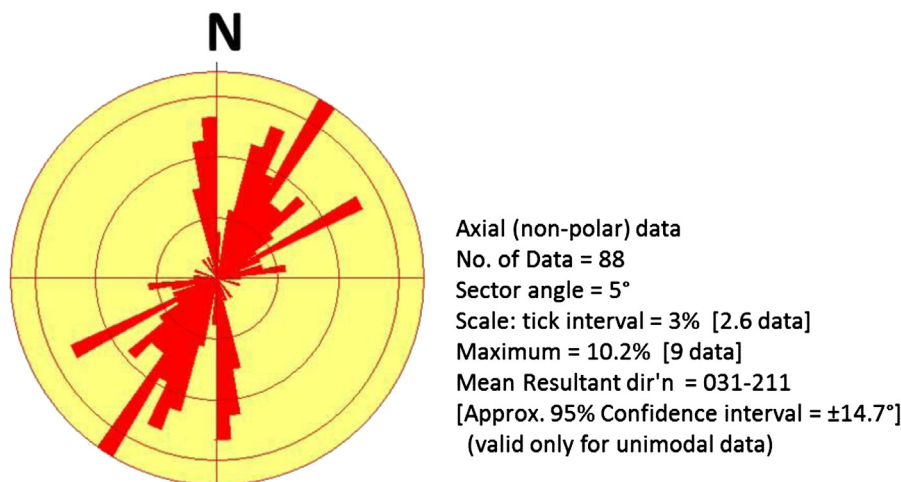 N
Axial (non-polar) data
No. of Data = 88
Sector angle = 5°
Scale: tick interval = 3% [2.6 data]
Maximum = 10.2% [9 data]
Mean Resultant dir'n = 031-211
[Approx. 95% Confidence interval = ±14.7°]
(valid only for unimodal data)